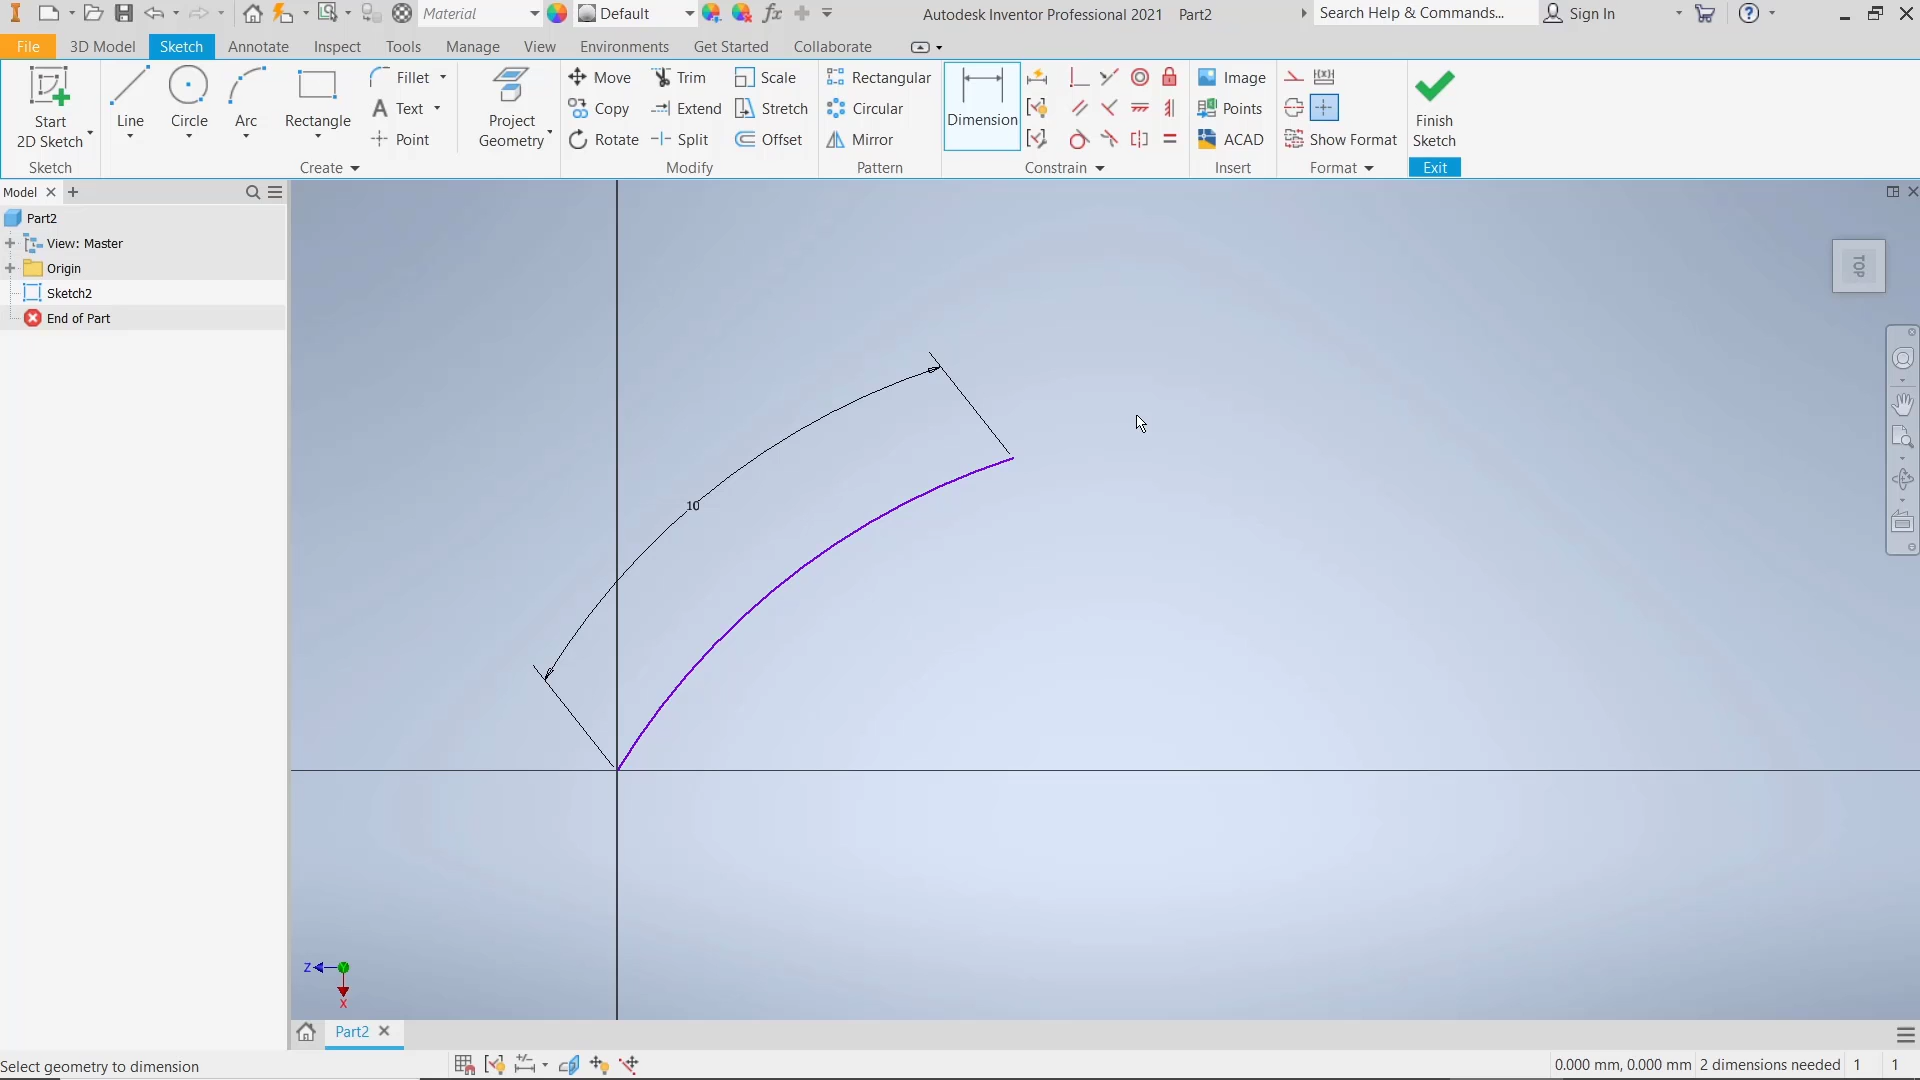 Material
Default
Autodesk Inventor Professional 2021 Part2
Search Help & Commands...
Sign In
File 3D Model Sketch Annotate Inspect Tools Manage View Environments Get Started Collaborate
Start
2D Sketch
Sketch
Line Circle Arc Rectangle
Fillet
Text
Point
Create
Project
Geometry
Move Trim Scale
Copy Extend Stretch
Rotate Split Offset
Modify
Rectangular
Circular
Mirror
Pattern
Dimension
Constrain
Image
Points
ACAD
Insert
Show Format
Format
Finish
Sketch
Exit
Model
Part2
View: Master
Origin
Sketch2
End of Part
TOP
10
Z
Y
X
Part2
Select geometry to dimension
0.000 mm, 0.000 mm 2 dimensions needed 1 1